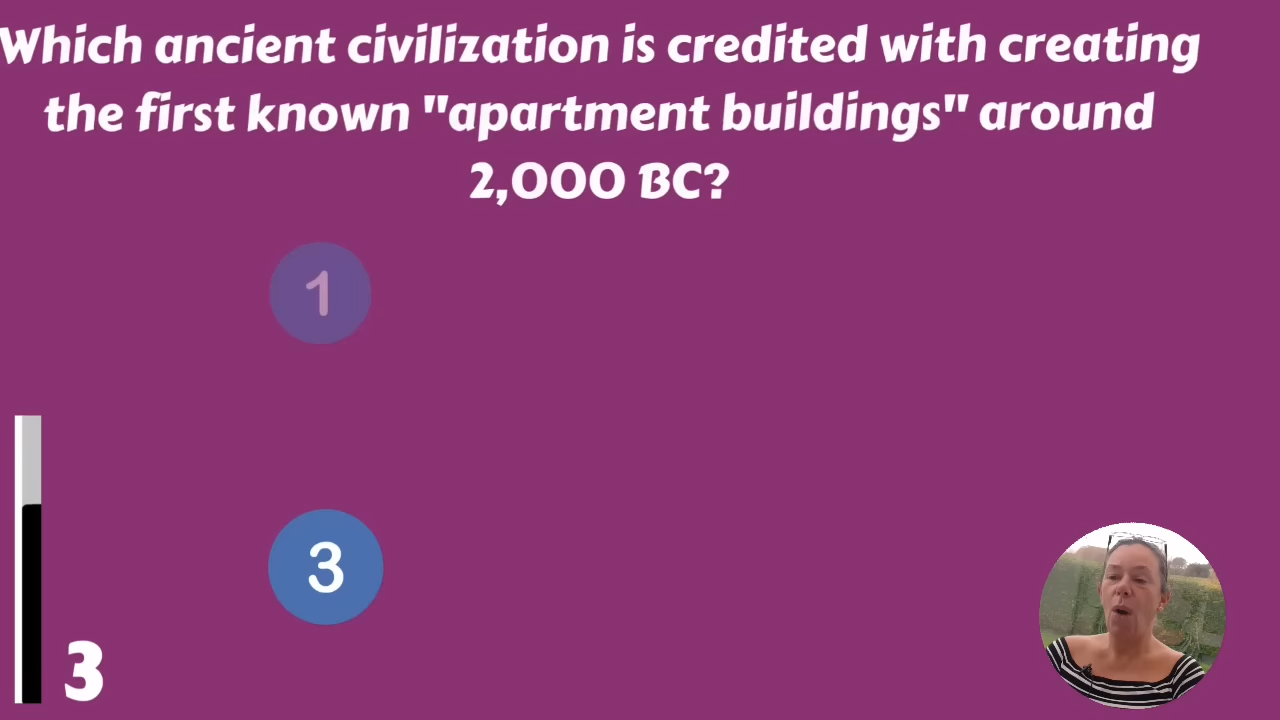 Which ancient civilization is credited with creating
the first known "apartment buildings" around
2,000 BC?
1
3
3